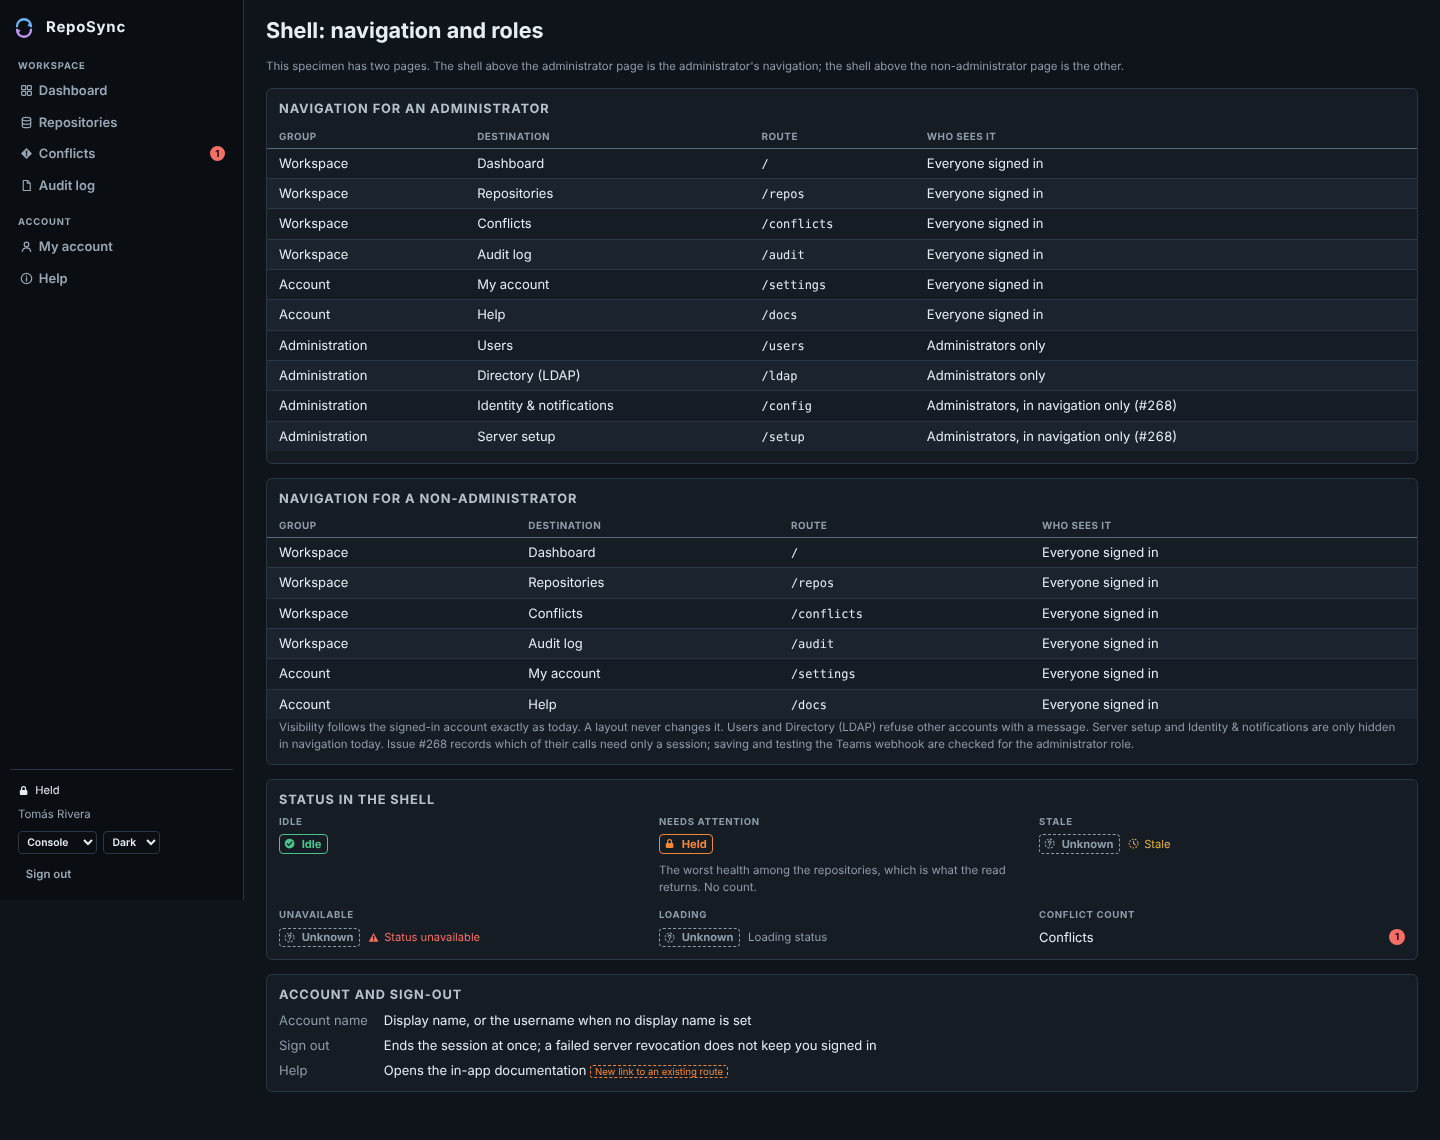 RepoSync
WORKSPACE
Dashboard
Repositories
Conflicts 1
Audit log
ACCOUNT
My account
Help
Held
Tomás Rivera
Console Dark
Sign out
Shell: navigation and roles
This specimen has two pages. The shell above the administrator page is the administrator's navigation; the shell above the non-administrator page is the other.
NAVIGATION FOR AN ADMINISTRATOR
GROUP DESTINATION ROUTE WHO SEES IT
Workspace Dashboard / Everyone signed in
Workspace Repositories /repos Everyone signed in
Workspace Conflicts /conflicts Everyone signed in
Workspace Audit log /audit Everyone signed in
Account My account /settings Everyone signed in
Account Help /docs Everyone signed in
Administration Users /users Administrators only
Administration Directory (LDAP) /ldap Administrators only
Administration Identity & notifications /config Administrators, in navigation only (#268)
Administration Server setup /setup Administrators, in navigation only (#268)
NAVIGATION FOR A NON-ADMINISTRATOR
GROUP DESTINATION ROUTE WHO SEES IT
Workspace Dashboard / Everyone signed in
Workspace Repositories /repos Everyone signed in
Workspace Conflicts /conflicts Everyone signed in
Workspace Audit log /audit Everyone signed in
Account My account /settings Everyone signed in
Account Help /docs Everyone signed in
Visibility follows the signed-in account exactly as today. A layout never changes it. Users and Directory (LDAP) refuse other accounts with a message. Server setup and Identity & notifications are only hidden
in navigation today. Issue #268 records which of their calls need only a session; saving and testing the Teams webhook are checked for the administrator role.
STATUS IN THE SHELL
IDLE NEEDS ATTENTION STALE
Idle Held Unknown Stale
The worst health among the repositories, which is what the read
returns. No count.
UNAVAILABLE LOADING CONFLICT COUNT
Unknown Status unavailable Unknown Loading status Conflicts 1
ACCOUNT AND SIGN-OUT
Account name Display name, or the username when no display name is set
Sign out Ends the session at once; a failed server revocation does not keep you signed in
Help Opens the in-app documentation New link to an existing route